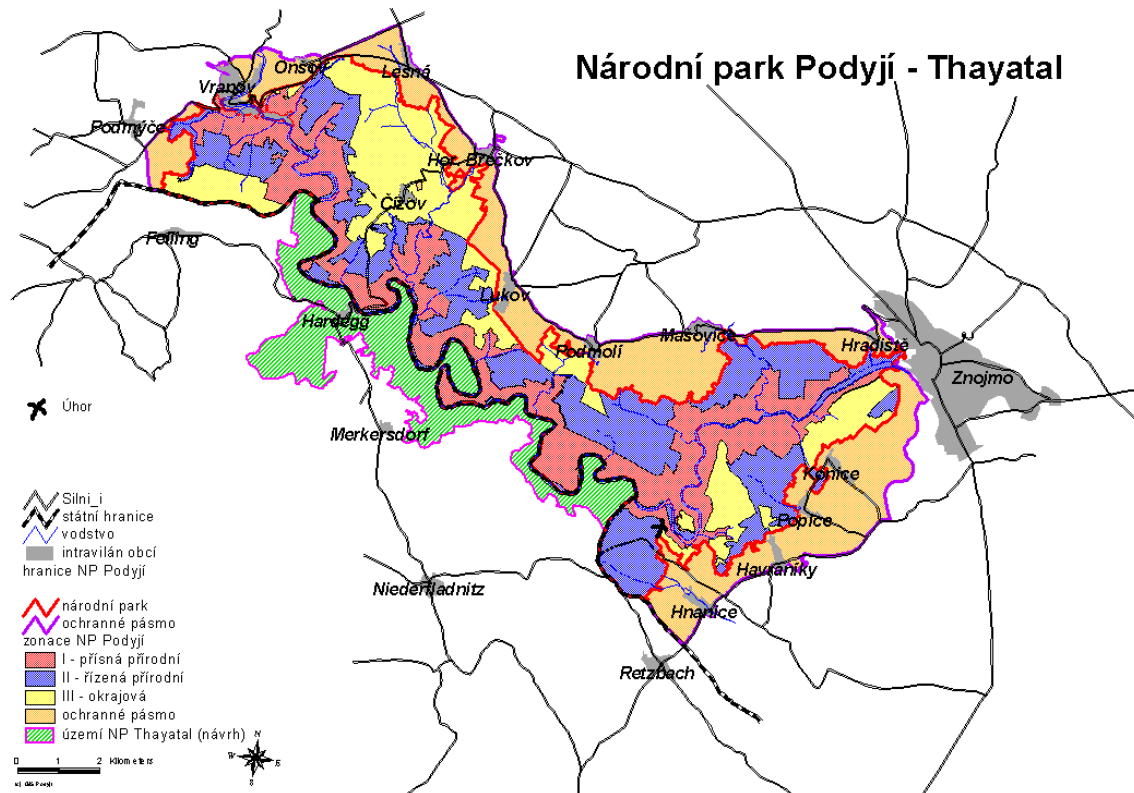 Národní park Podyjí - Thayatal
Onšov
Lesná
Vranov
Podmýče
Hor. Břečkov
Čížov
Felling
Lukov
Hardegg
Mašovice
Hradiště
Podmolí
Znojmo
Úhor
Merkersdorf
Konice
Silni_i
státní hranice
vodstvo
intravilán obcí
hranice NP Podyjí
Popice
Havraníky
Niederfladnitz
Hnanice
národní park
ochranné pásmo
zonace NP Podyjí
I - přísná přírodní
II - řízená přírodní
III - okrajová
ochranné pásmo
území NP Thayatal (návrh)
Retzbach
N
W E
S
0 1 2 Kilometers